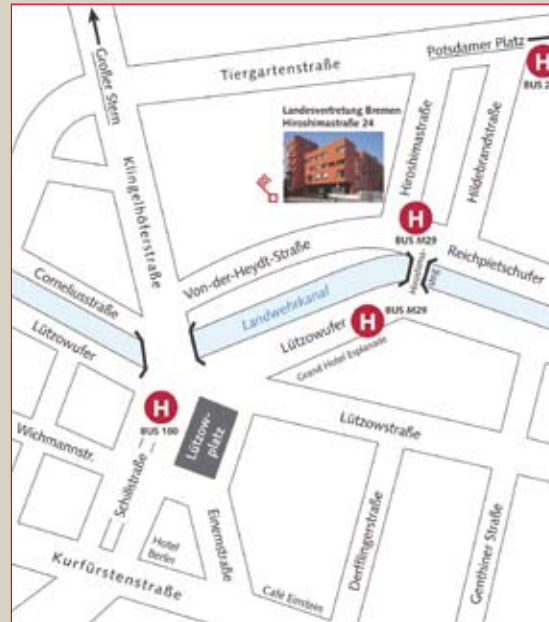 Großer Stern
Tiergartenstraße
Potsdamer Platz
H
Landesvertretung Bremen
Hiroshimastraße 24
Hiroshimastraße
Hildebrandstraße
Klingelhöferstraße
H
BUS M29
Von-der-Heydt-Straße
Reichpietschufer
Corneliusstraße
Landwehrkanal
Lützowufer
Lützowufer
H
BUS M29
Grand Hotel Esplanade
H
BUS 100
Lützow-
platz
Lützowstraße
Wichmannstr.
Schillstraße
Hotel
Berlin
Einemstraße
Derfflingerstraße
Genthiner Straße
Kurfürstenstraße
Café Einstein